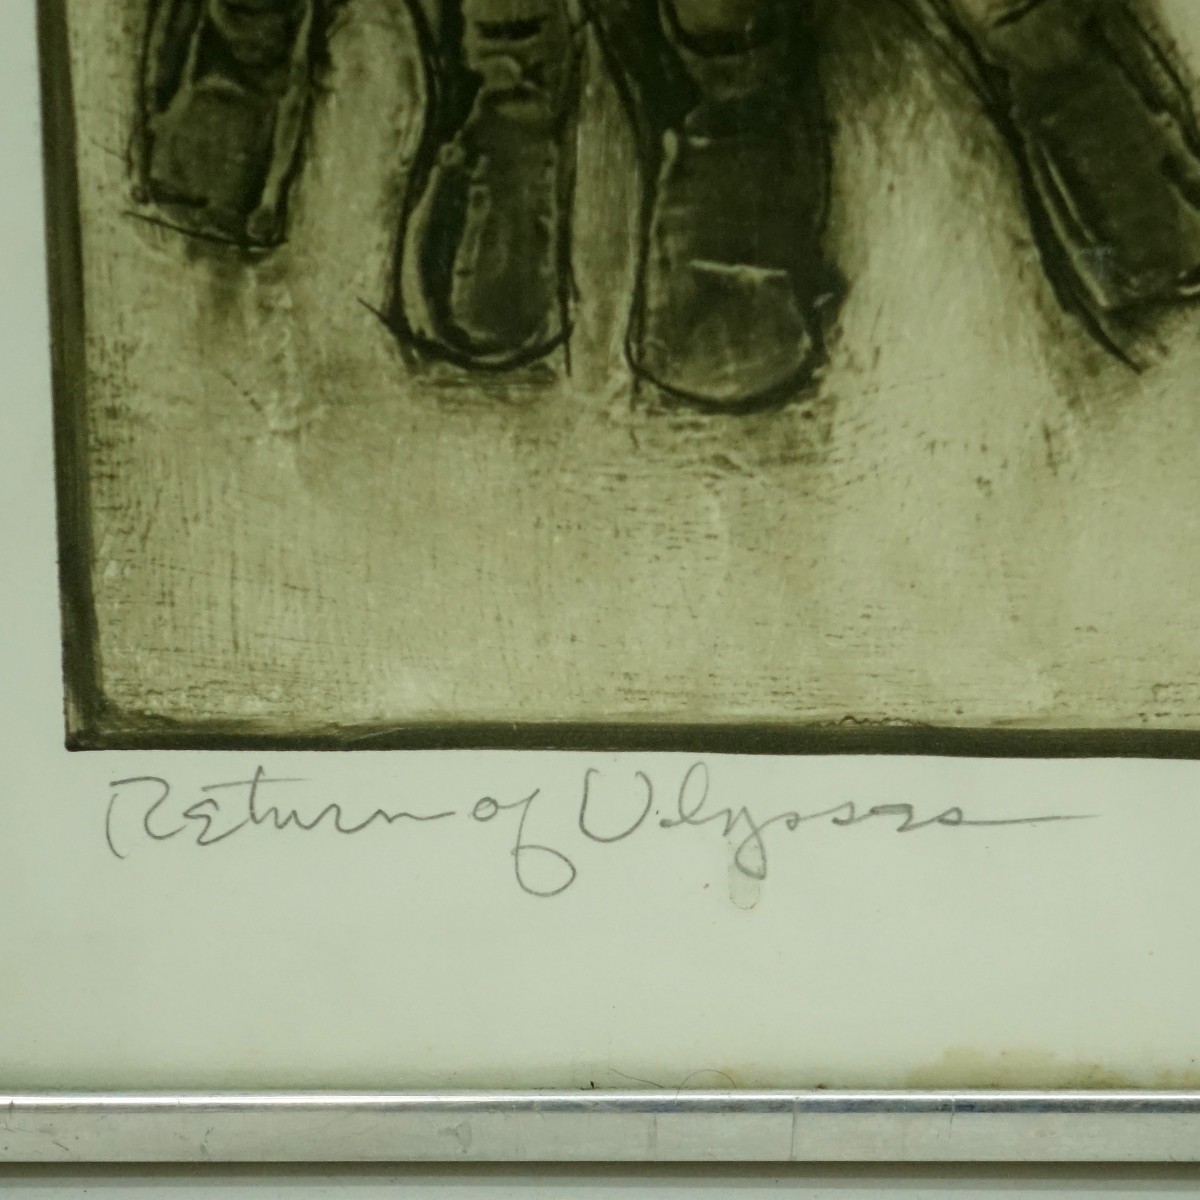 Return of Ulysses